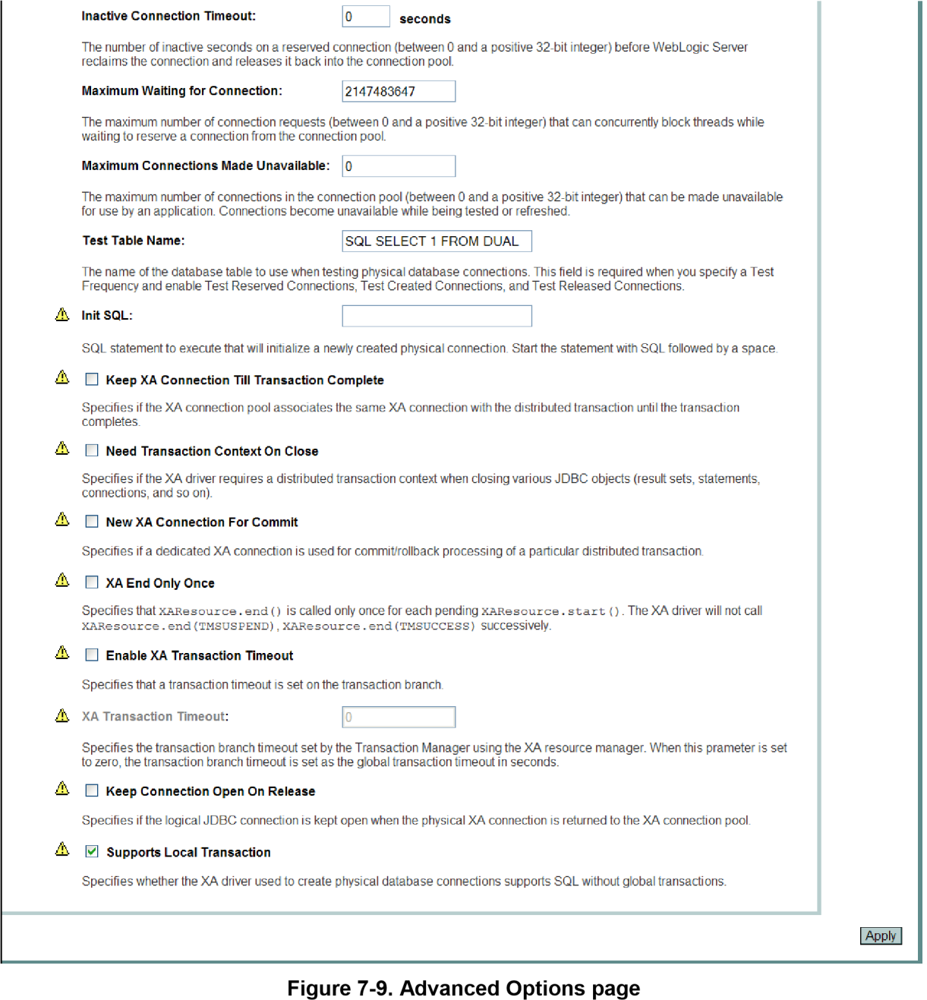 Inactive Connection Timeout: 0 seconds
The number of inactive seconds on a reserved connection (between 0 and a positive 32-bit integer) before WebLogic Server
reclaims the connection and releases it back into the connection pool.
Maximum Waiting for Connection: 2147483647
The maximum number of connection requests (between 0 and a positive 32-bit integer) that can concurrently block threads while
waiting to reserve a connection from the connection pool.
Maximum Connections Made Unavailable: 0
The maximum number of connections in the connection pool (between 0 and a positive 32-bit integer) that can be made unavailable
for use by an application. Connections become unavailable while being tested or refreshed.
Test Table Name: SQL SELECT 1 FROM DUAL
The name of the database table to use when testing physical database connections. This field is required when you specify a Test
Frequency and enable Test Reserved Connections, Test Created Connections, and Test Released Connections.
Init SQL:
SQL statement to execute that will initialize a newly created physical connection. Start the statement with SQL followed by a space.
Keep XA Connection Till Transaction Complete
Specifies if the XA connection pool associates the same XA connection with the distributed transaction until the transaction
completes.
Need Transaction Context On Close
Specifies if the XA driver requires a distributed transaction context when closing various JDBC objects (result sets, statements,
connections, and so on).
New XA Connection For Commit
Specifies if a dedicated XA connection is used for commit/rollback processing of a particular distributed transaction.
XA End Only Once
Specifies that XAResource.end() is called only once for each pending XAResource.start(). The XA driver will not call
XAResource.end(TMSUSPEND), XAResource.end(TMSUCCESS) successively.
Enable XA Transaction Timeout
Specifies that a transaction timeout is set on the transaction branch.
XA Transaction Timeout: 0
Specifies the transaction branch timeout set by the Transaction Manager using the XA resource manager. When this prameter is set
to zero, the transaction branch timeout is set as the global transaction timeout in seconds.
Keep Connection Open On Release
Specifies if the logical JDBC connection is kept open when the physical XA connection is returned to the XA connection pool.
Supports Local Transaction
Specifies whether the XA driver used to create physical database connections supports SQL without global transactions.
Apply
Figure 7-9. Advanced Options page